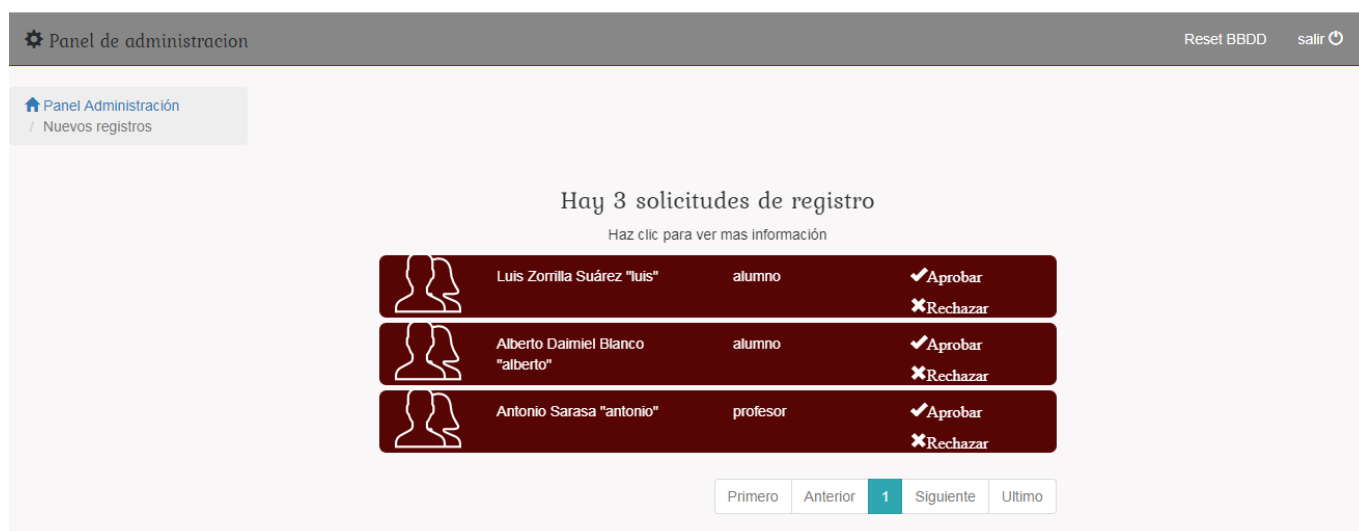 Panel de administracion
Reset BBDD
salir
Panel Administración
/ Nuevos registros
Hay 3 solicitudes de registro
Haz clic para ver mas información
Luis Zorrilla Suárez "luis" alumno Aprobar
Rechazar
Alberto Daimiel Blanco alumno Aprobar
"alberto"
Rechazar
Antonio Sarasa "antonio" profesor Aprobar
Rechazar
Primero Anterior 1 Siguiente Ultimo